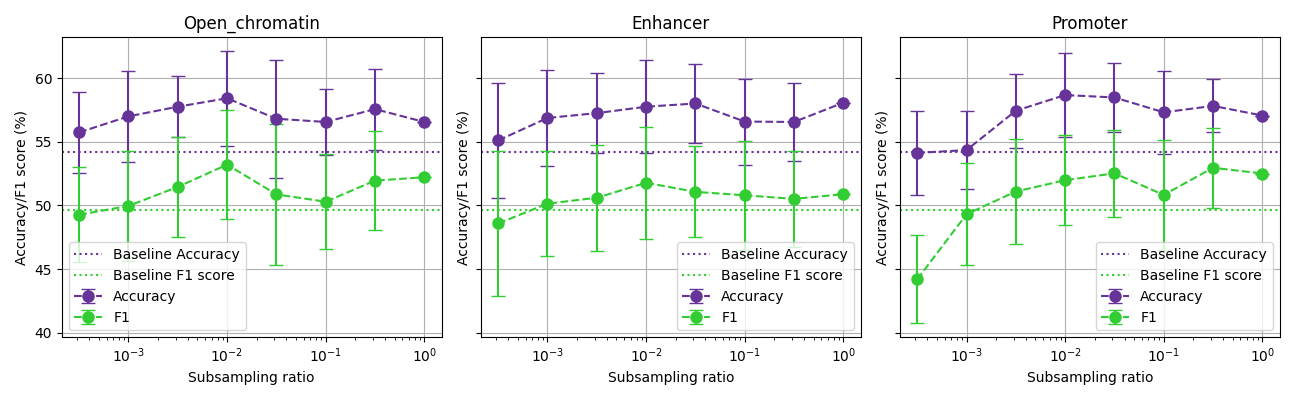 Open_chromatin
Accuracy/F1 score (%)
60
55
50
45
40
Baseline Accuracy
Baseline F1 score
Accuracy
F1
10⁻³
10⁻²
10⁻¹
10⁰
Subsampling ratio
Enhancer
Accuracy/F1 score (%)
Baseline Accuracy
Baseline F1 score
Accuracy
F1
10⁻³
10⁻²
10⁻¹
10⁰
Subsampling ratio
Promoter
Accuracy/F1 score (%)
Baseline Accuracy
Baseline F1 score
Accuracy
F1
10⁻³
10⁻²
10⁻¹
10⁰
Subsampling ratio